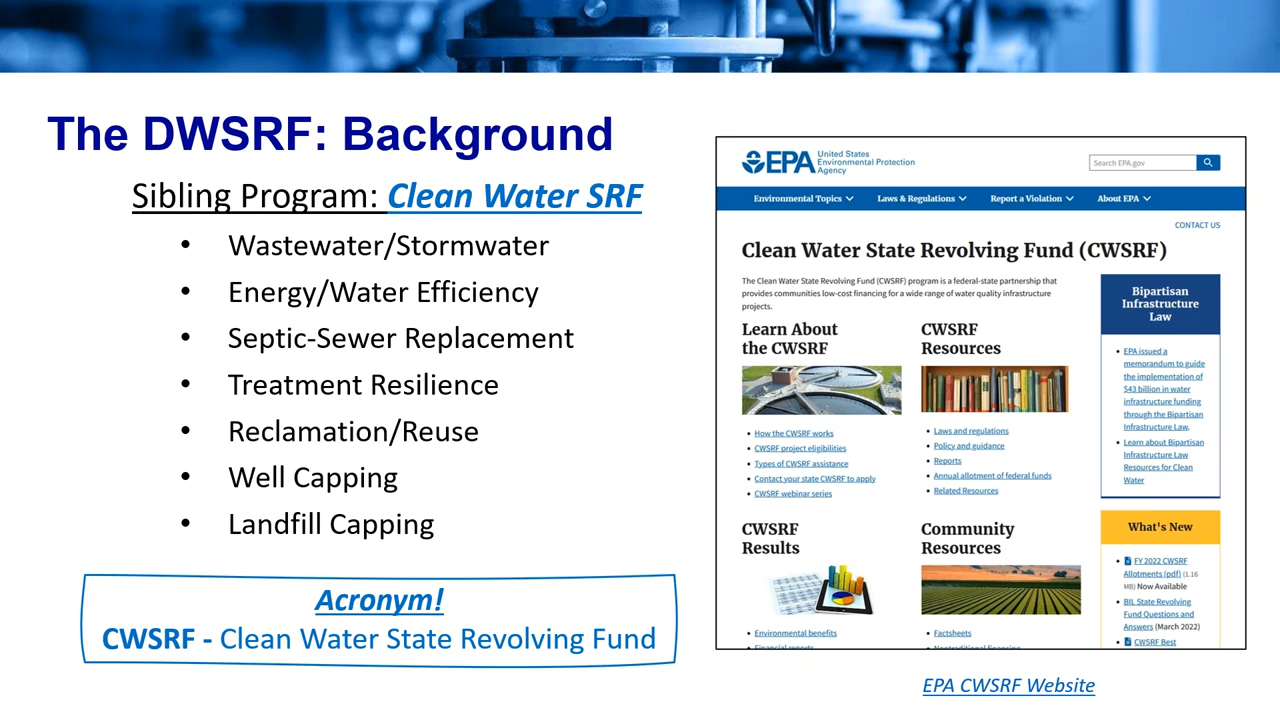 The DWSRF: Background
Sibling Program: Clean Water SRF
• Wastewater/Stormwater
• Energy/Water Efficiency
• Septic-Sewer Replacement
• Treatment Resilience
• Reclamation/Reuse
• Well Capping
• Landfill Capping
Acronym!
CWSRF - Clean Water State Revolving Fund
EPA
United States
Environmental Protection
Agency
Search EPA.gov
Environmental Topics
Laws & Regulations
Report a Violation
About EPA
CONTACT US
Clean Water State Revolving Fund (CWSRF)
The Clean Water State Revolving Fund (CWSRF) program is a federal-state partnership that
provides communities low-cost financing for a wide range of water quality infrastructure
projects.
Learn About
the CWSRF
• How the CWSRF works
• CWSRF project eligibilities
• Types of CWSRF assistance
• Contact your state CWSRF to apply
• CWSRF webinar series
CWSRF
Resources
• Laws and regulations
• Policy and guidance
• Reports
• Annual allotment of federal funds
• Related Resources
CWSRF
Results
• Environmental benefits
• Financial reports
Community
Resources
• Factsheets
• Nontraditional financing
Bipartisan
Infrastructure
Law
• EPA issued a
memorandum to guide
the implementation of
$43 billion in water
infrastructure funding
through the Bipartisan
Infrastructure Law.
• Learn about Bipartisan
Infrastructure Law
Resources for Clean
Water
What's New
• FY 2022 CWSRF
Allotments (pdf) (1.16
MB) Now Available
• BIL State Revolving
Fund Questions and
Answers (March 2022)
• CWSRF Best
EPA CWSRF Website